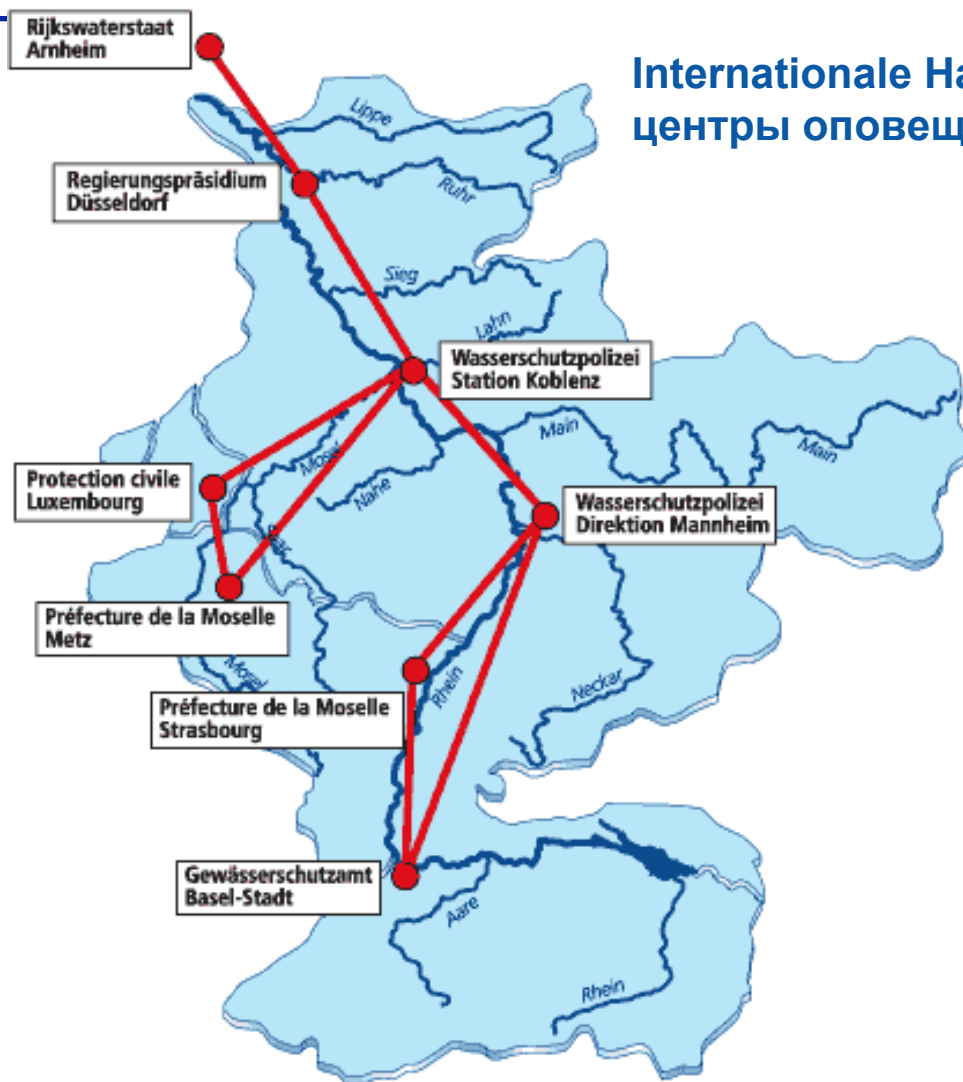 Rijkswaterstaat
Arnheim
Internationale Ha
центры оповещ
Lippe
Regierungspräsidium
Düsseldorf
Ruhr
Sieg
Lahn
Wasserschutzpolizei
Station Koblenz
Main
Main
Mosel
Nahe
Protection civile
Luxembourg
Wasserschutzpolizei
Direktion Mannheim
Préfecture de la Moselle
Metz
Mosel
Rhein
Neckar
Préfecture de la Moselle
Strasbourg
Gewässerschutzamt
Basel-Stadt
Aare
Rhein